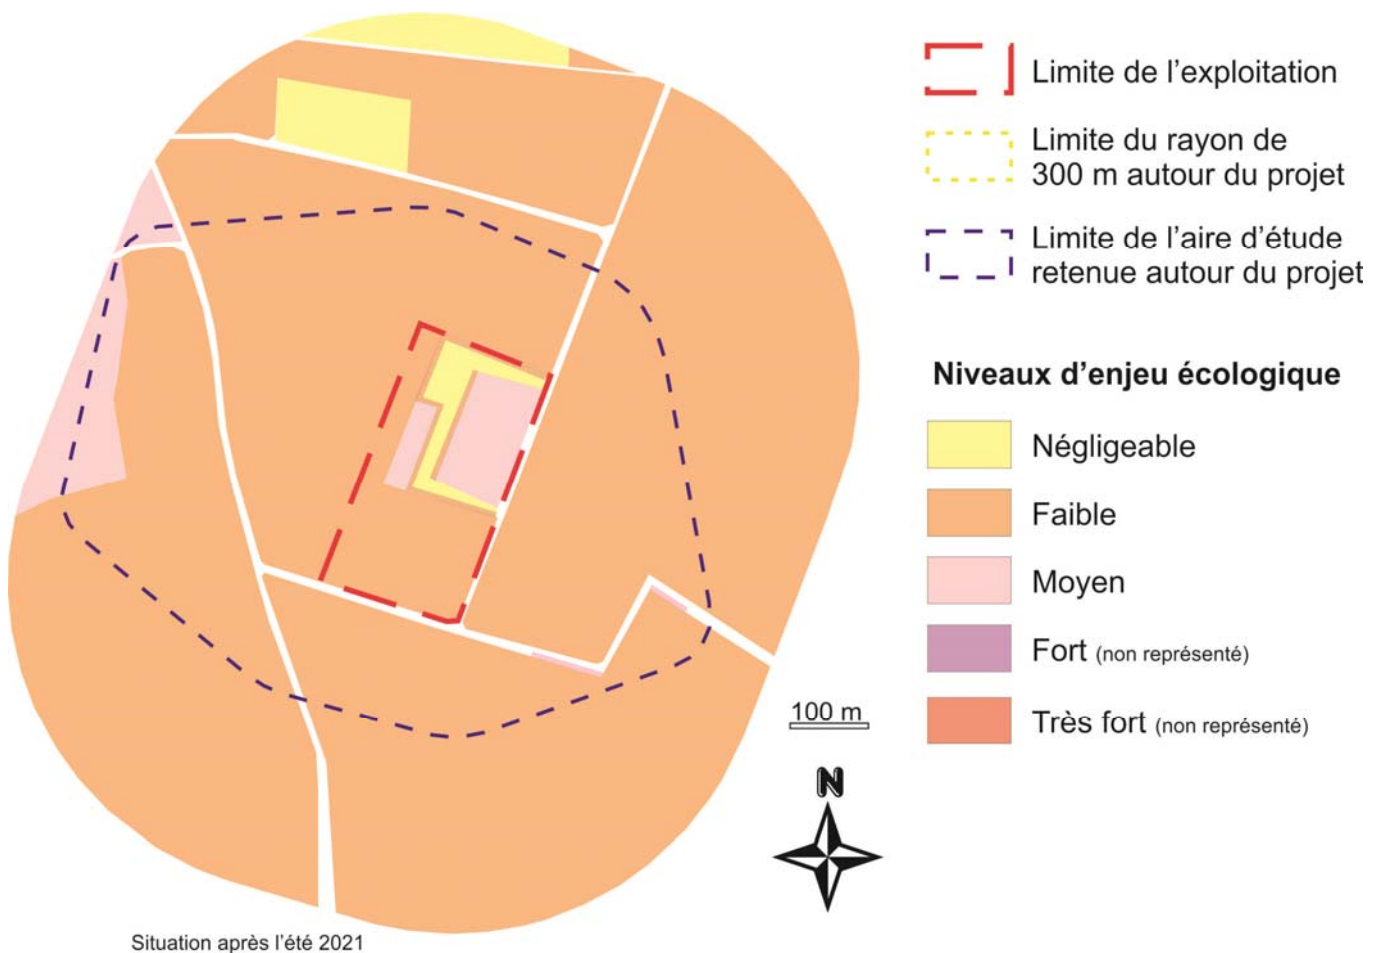 Limite de l'exploitation
Limite du rayon de
300 m autour du projet
Limite de l'aire d'étude
retenue autour du projet
Niveaux d'enjeu écologique
Négligeable
Faible
Moyen
Fort (non représenté)
Très fort (non représenté)
100 m
N
Situation après l'été 2021